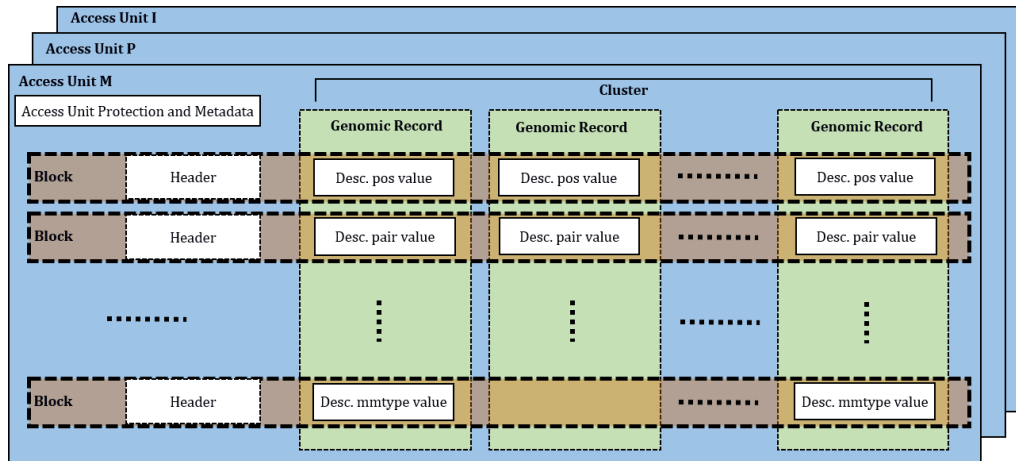 Access Unit I
Access Unit P
Access Unit M
Cluster
Access Unit Protection and Metadata
Genomic Record Genomic Record Genomic Record
Block Header Desc. pos value Desc. pos value Desc. pos value
Block Header Desc. pair value Desc. pair value Desc. pair value
Block Header Desc. mmtype value Desc. mmtype value